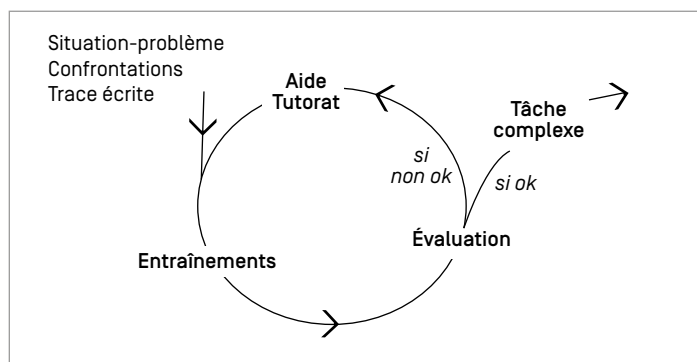 Situation-problème
Confrontations
Trace écrite
Aide
Tutorat
Tâche
complexe
si
non ok
si ok
Évaluation
Entraînements